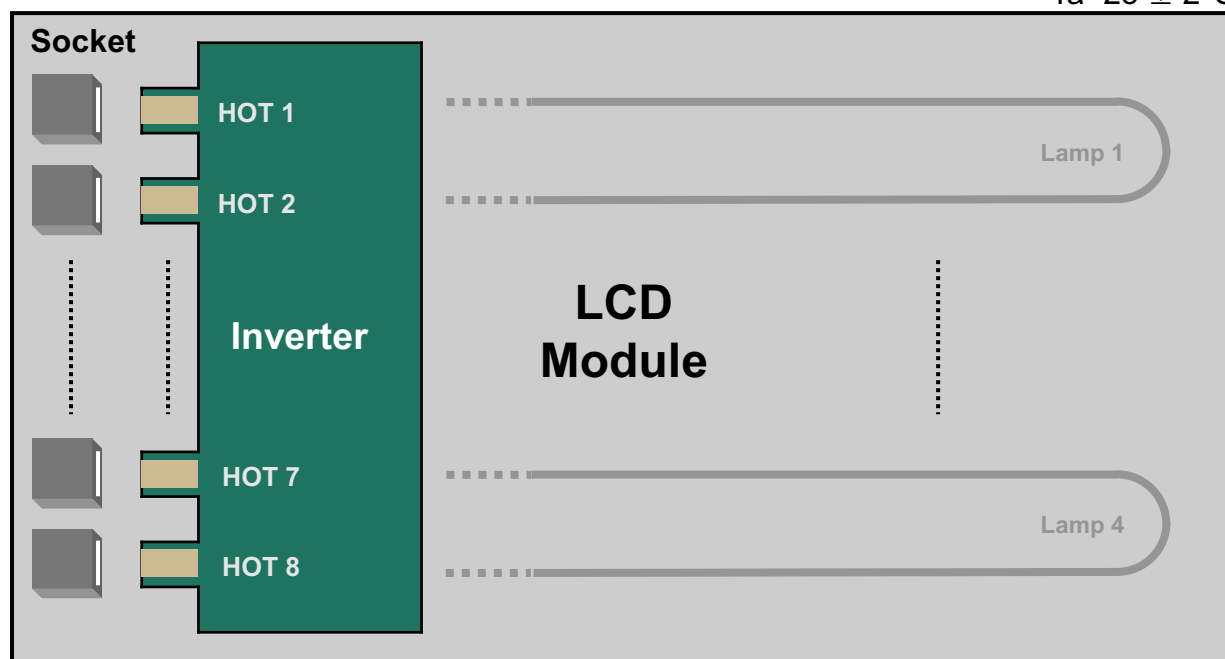 Socket
HOT 1
Lamp 1
HOT 2
LCD
Module
Inverter
HOT 7
Lamp 4
HOT 8